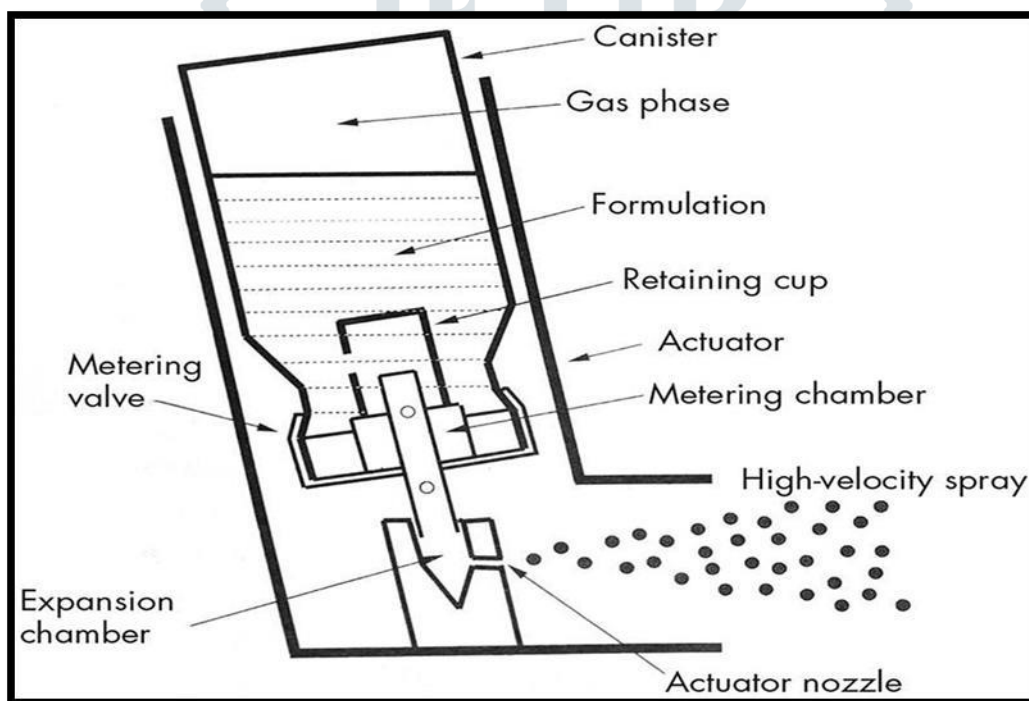 Canister
Gas phase
Formulation
Retaining cup
Actuator
Metering
valve
Metering chamber
High-velocity spray
Expansion
chamber
Actuator nozzle